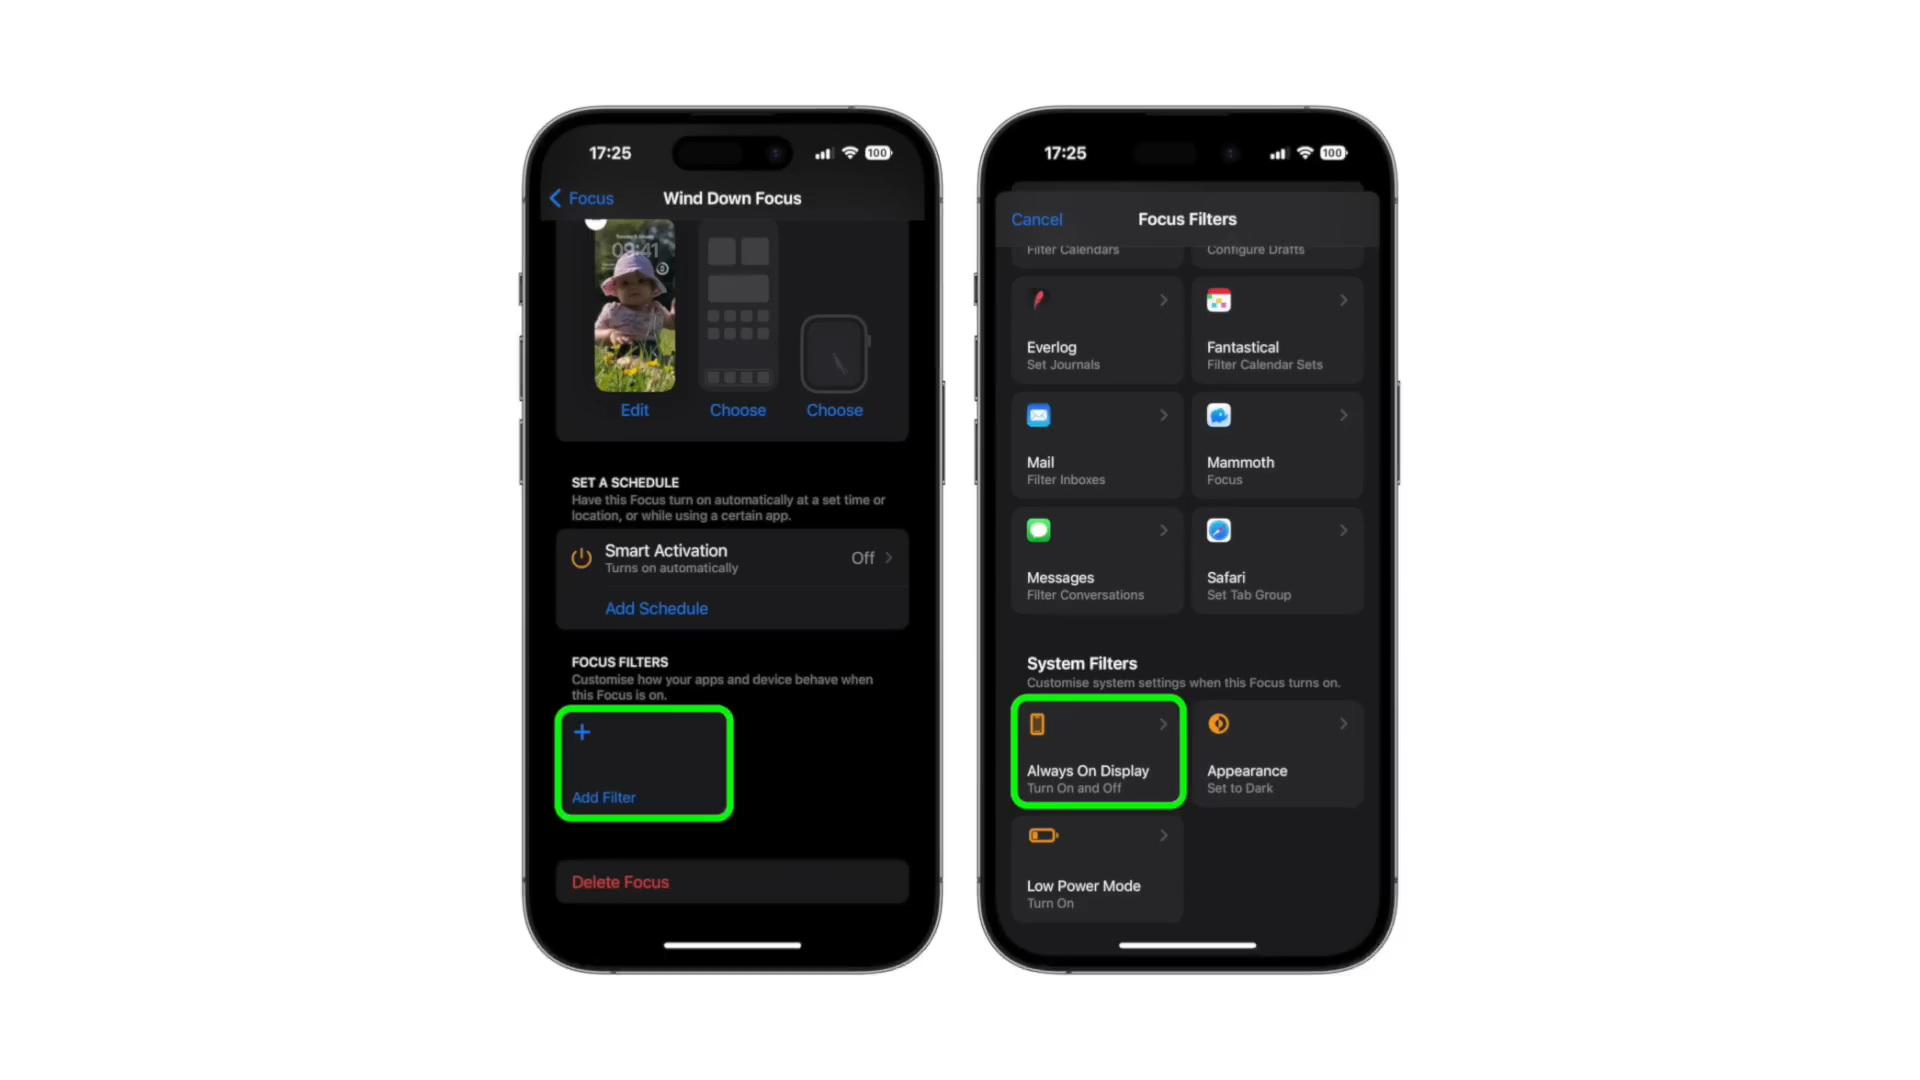 17:25
100
Focus
Wind Down Focus
09:41
Edit
Choose
Choose
SET A SCHEDULE
Have this Focus turn on automatically at a set time or
location, or while using a certain app.
Smart Activation
Turns on automatically
Off
Add Schedule
FOCUS FILTERS
Customise how your apps and device behave when
this Focus is on.
Add Filter
Delete Focus
17:25
100
Cancel
Focus Filters
Filter Calendars
Configure Drafts
Everlog
Set Journals
Fantastical
Filter Calendar Sets
Mail
Filter Inboxes
Mammoth
Focus
Messages
Filter Conversations
Safari
Set Tab Group
System Filters
Customise system settings when this Focus turns on.
Always On Display
Turn On and Off
Appearance
Set to Dark
Low Power Mode
Turn On